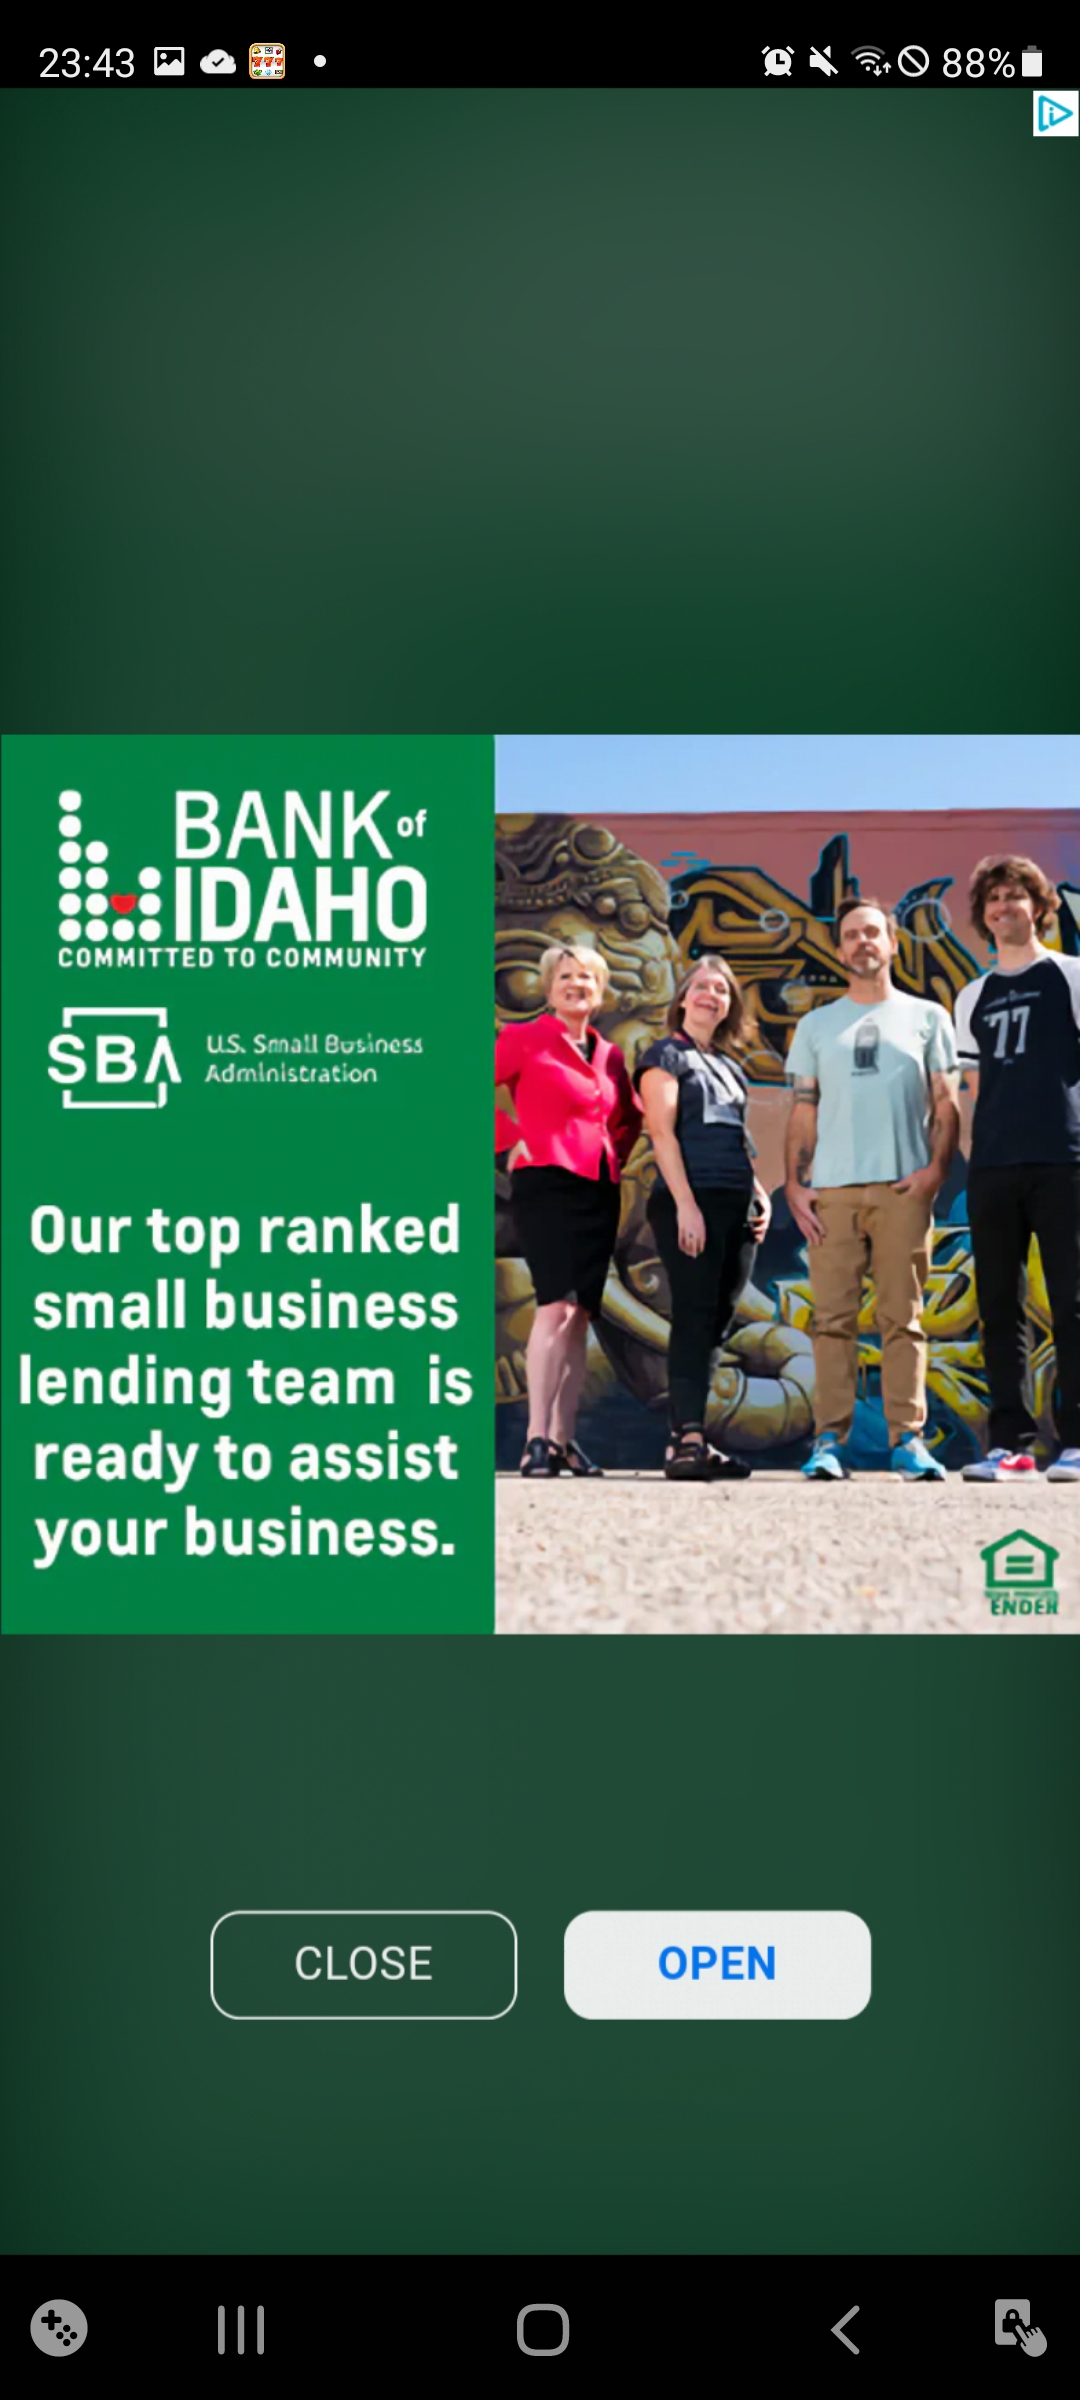 23:43
88%
BANK of
IDAHO
COMMITTED TO COMMUNITY
SBA
U.S. Small Business
Administration
Our top ranked
small business
lending team is
ready to assist
your business.
'77
ENDER
CLOSE
OPEN